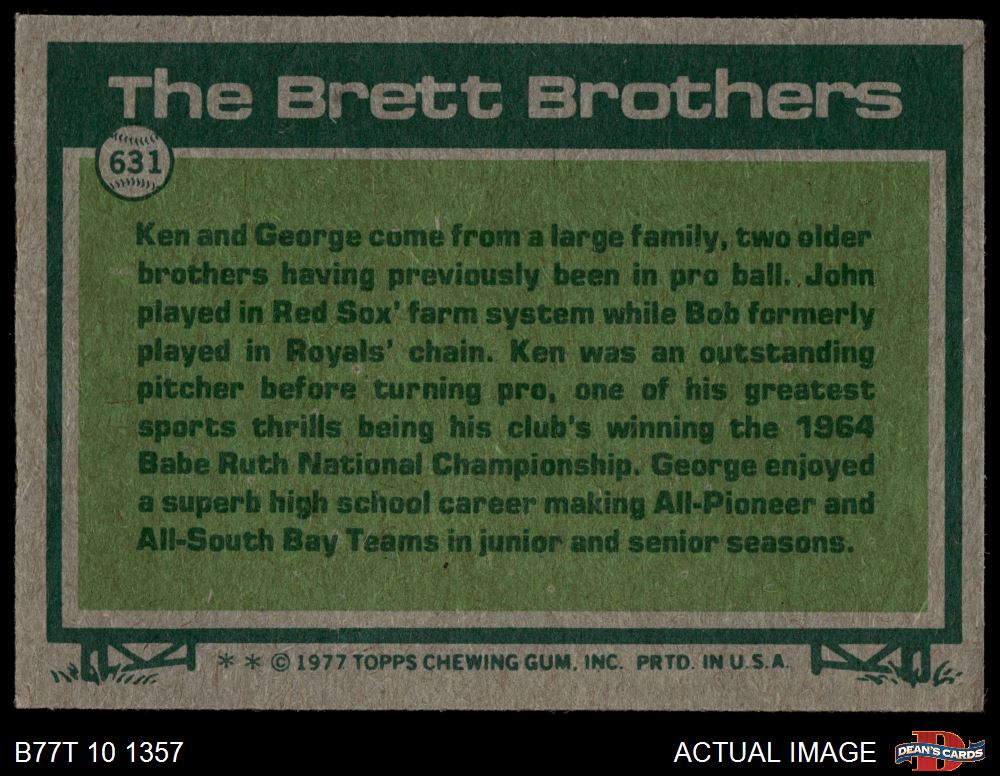 The Brett Brothers
631
Ken and George come from a large family, two older
brothers having previously been in pro ball. John
played in Red Sox' farm system while Bob formerly
played in Royals' chain. Ken was an outstanding
pitcher before turning pro, one of his greatest
sports thrills being his club's winning the 1964
Babe Ruth National Championship. George enjoyed
a superb high school career making All-Pioneer and
All-South Bay Teams in junior and senior seasons.
* * © 1977 TOPPS CHEWING GUM, INC. PRTD. IN U.S.A.
B77T 10 1357
ACTUAL IMAGE
DEAN'S CARDS